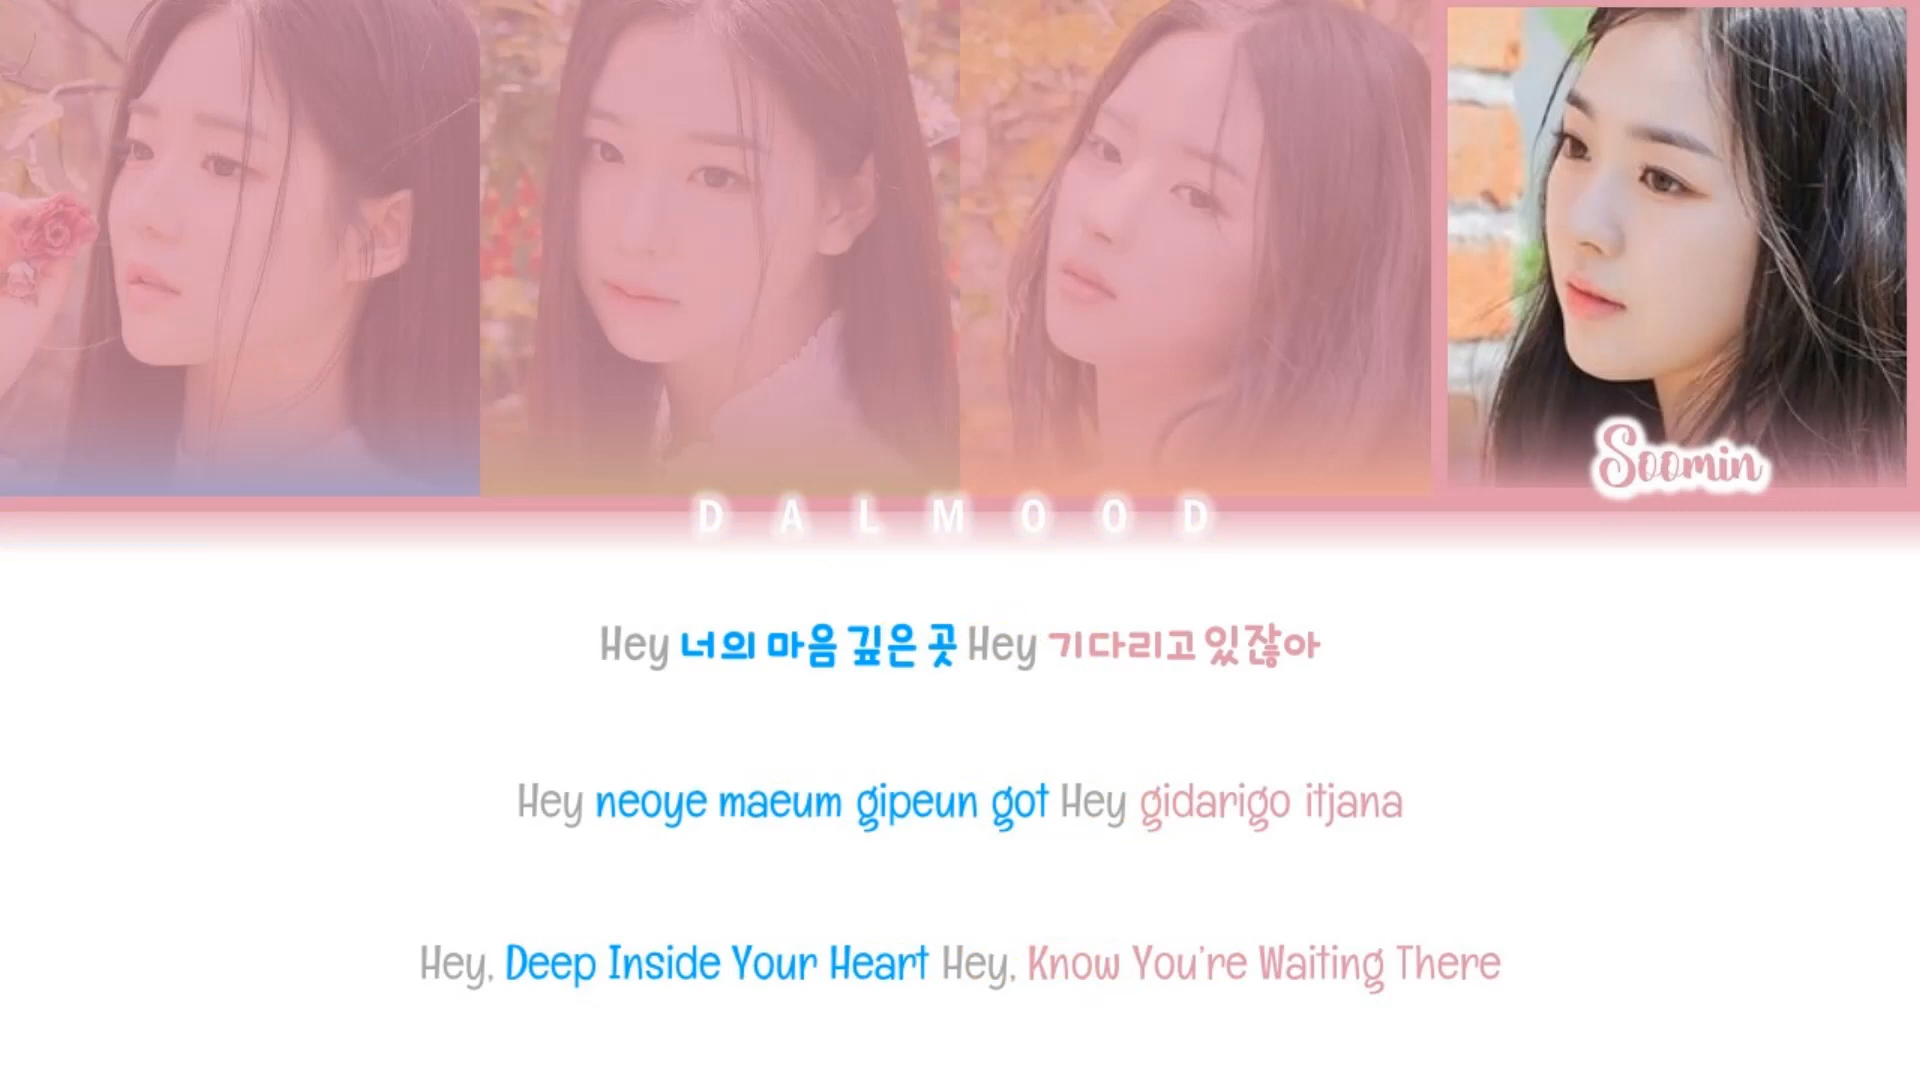 Soomin
DALMOOD
Hey 너의 마음 깊은 곳 Hey 기다리고 있잖아
Hey neoye maeum gipeun got Hey gidarigo itjana
Hey, Deep Inside Your Heart Hey, Know You're Waiting There